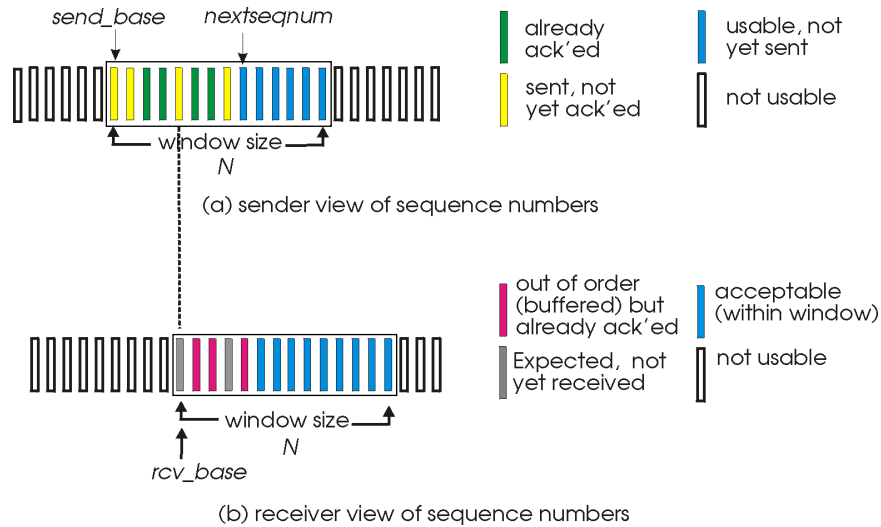 send_base
nextseqnum
already
ack'ed
usable, not
yet sent
sent, not
yet ack'ed
not usable
window size
N
(a) sender view of sequence numbers
out of order
(buffered) but
already ack'ed
acceptable
(within window)
Expected, not
yet received
not usable
window size
N
rcv_base
(b) receiver view of sequence numbers